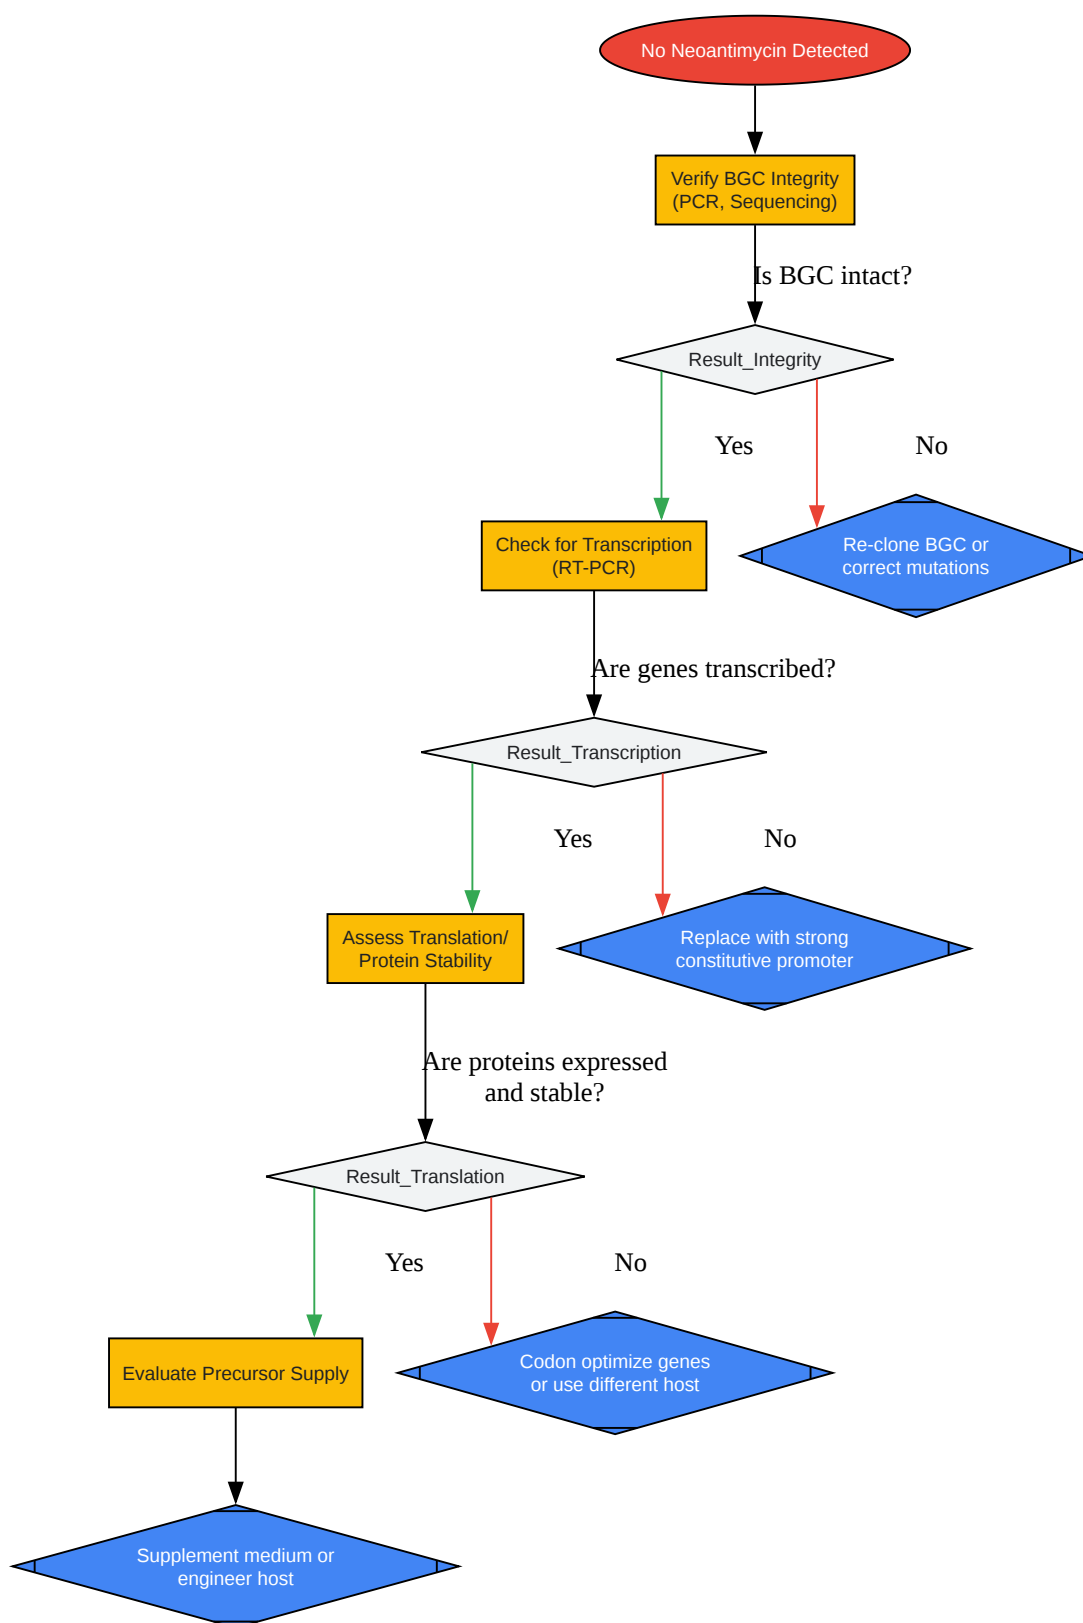 No Neoantimycin Detected
Verify BGC Integrity
(PCR, Sequencing)
Is BGC intact?
Result_Integrity
Yes
No
Check for Transcription
(RT-PCR)
Re-clone BGC or
correct mutations
Are genes transcribed?
Result_Transcription
Yes
No
Assess Translation/
Protein Stability
Replace with strong
constitutive promoter
Are proteins expressed
and stable?
Result_Translation
Yes
No
Evaluate Precursor Supply
Codon optimize genes
or use different host
Supplement medium or
engineer host